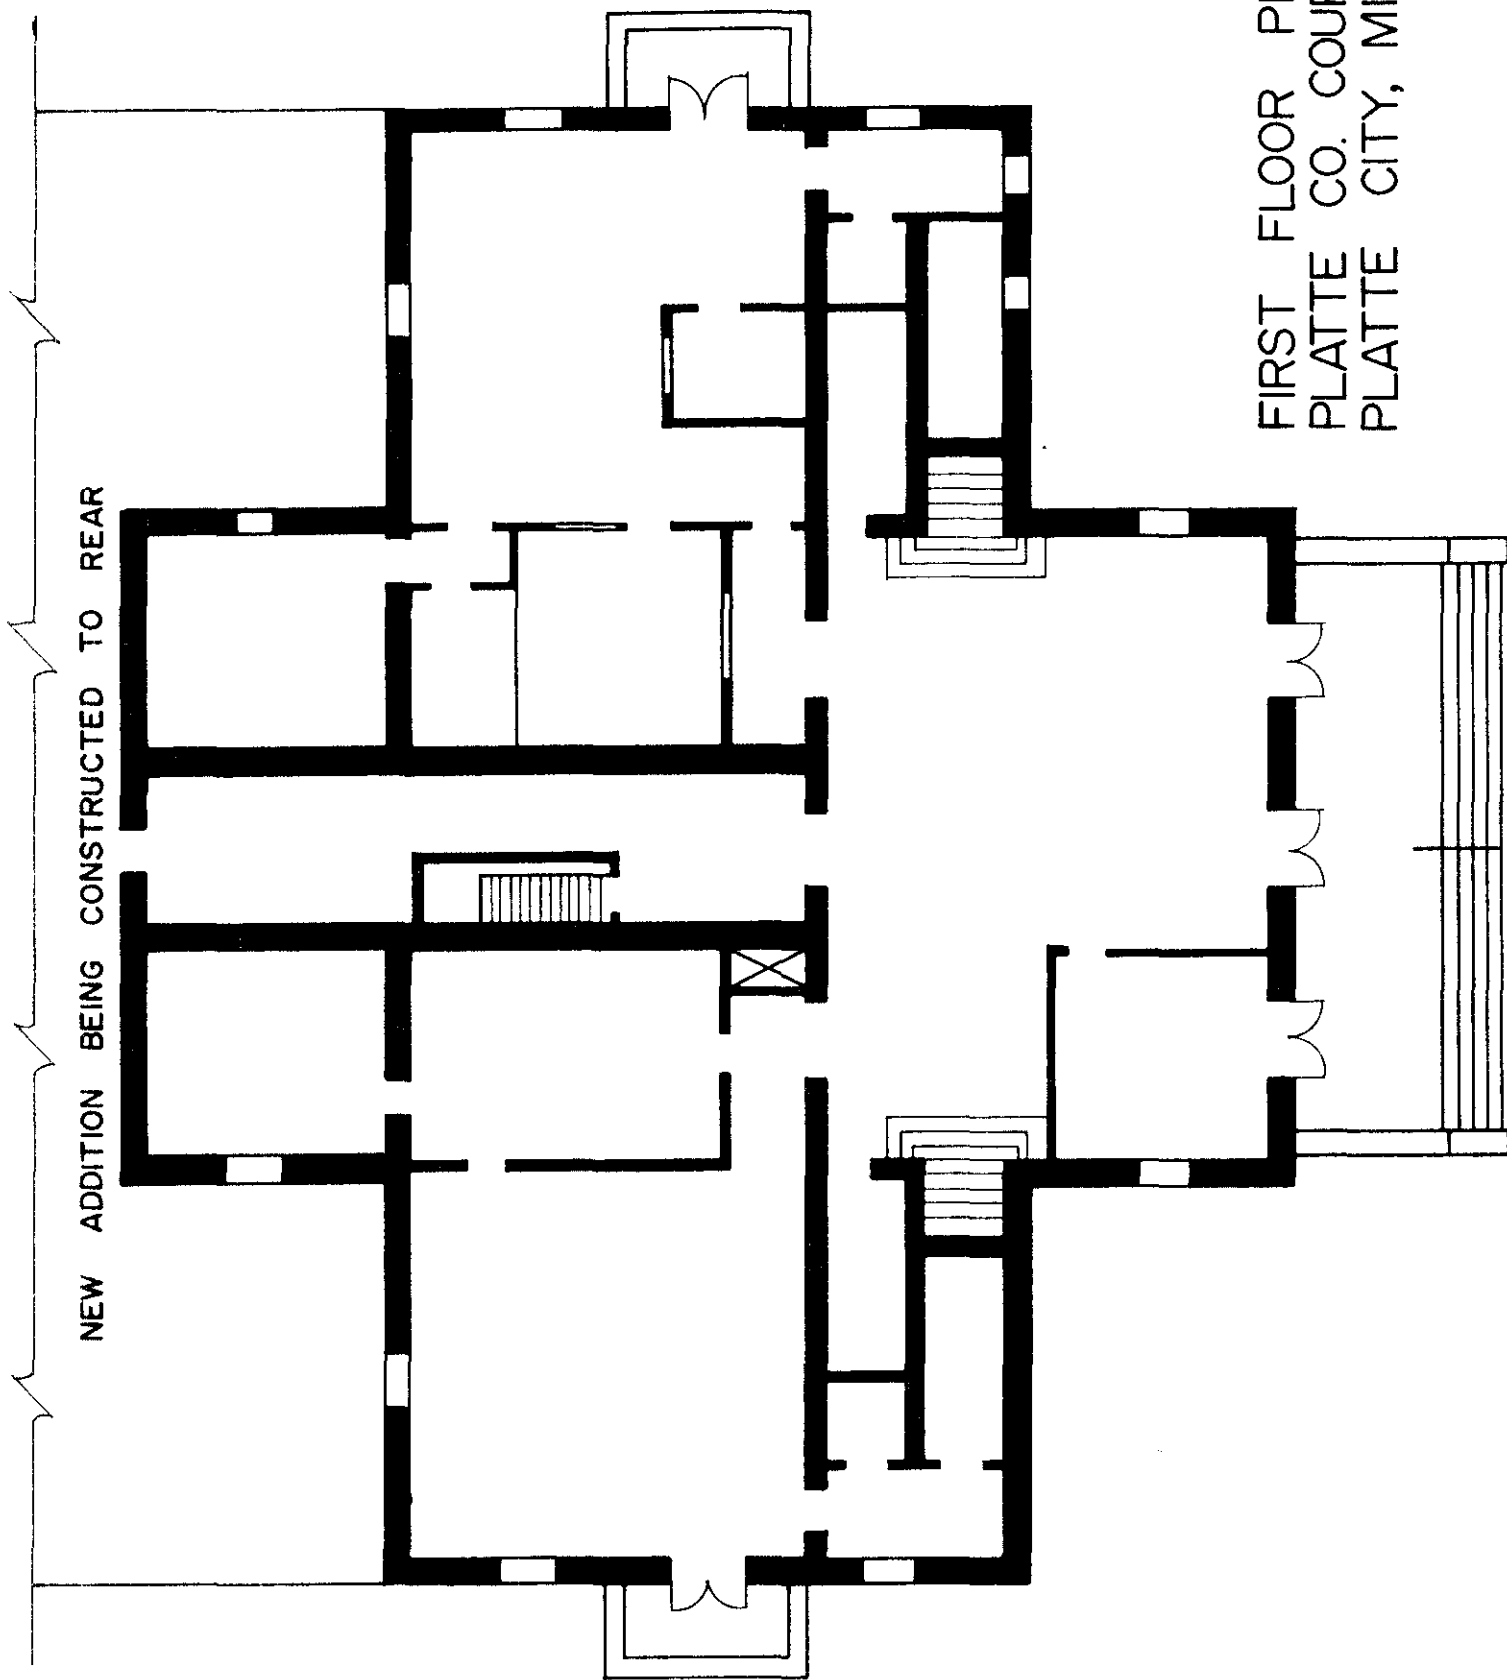 NEW ADDITION BEING CONSTRUCTED TO REAR
FIRST FLOOR
PLATTE CO.
PLATTE CITY,